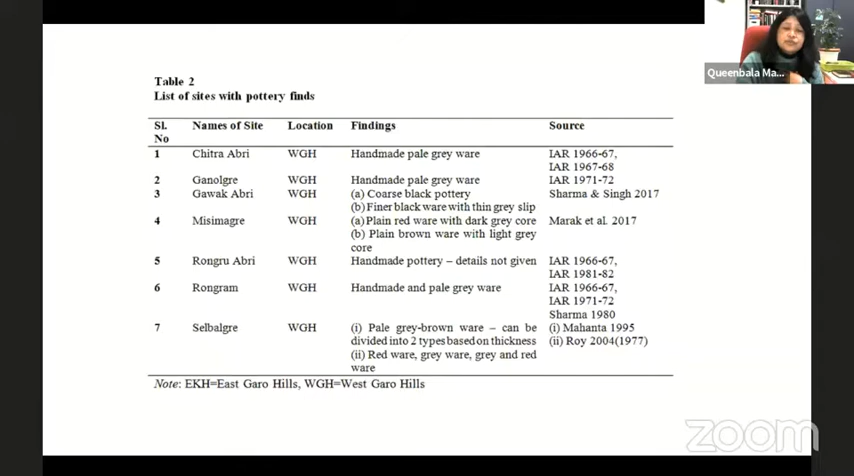 Queenbala Ma...
Table 2
List of sites with pottery finds
Sl. No Names of Site Location Findings Source
1 Chitra Abri WGH Handmade pale grey ware IAR 1966-67,
IAR 1967-68
2 Ganolgre WGH Handmade pale grey ware IAR 1971-72
3 Gawak Abri WGH (a) Coarse black pottery Sharma & Singh 2017
(b) Finer black ware with thin grey slip
4 Misimagre WGH (a) Plain red ware with dark grey core Marak et al. 2017
(b) Plain brown ware with light grey
core
5 Rongru Abri WGH Handmade pottery – details not given IAR 1966-67,
IAR 1981-82
6 Rongram WGH Handmade and pale grey ware IAR 1966-67,
IAR 1971-72
Sharma 1980
7 Selbalgre WGH (i) Pale grey-brown ware – can be (i) Mahanta 1995
divided into 2 types based on thickness (ii) Roy 2004(1977)
(ii) Red ware, grey ware, grey and red
ware
Note: EKH=East Garo Hills, WGH=West Garo Hills
zoom